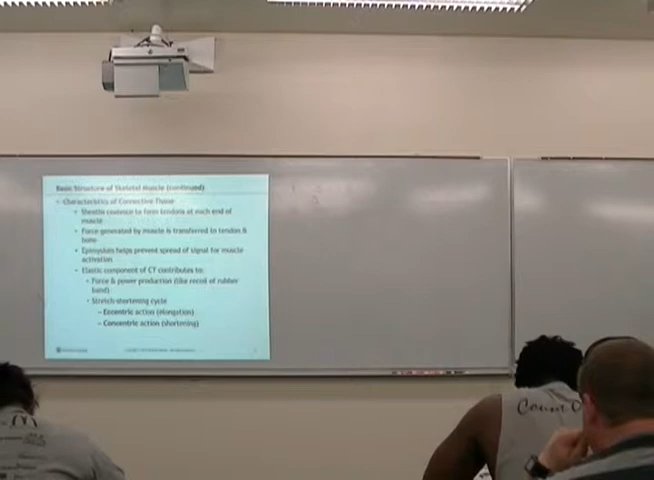 Basic Structure of Skeletal Muscle (continued)
Characteristics of Connective Tissue
Sheaths coalesce to form tendons at each end of
muscle
Force generated by muscle is transferred to tendon &
bone
Epimysium helps prevent spread of signal for muscle
activation
Elastic component of CT contributes to:
Force & power production (like recoil of rubber
band)
Stretch-shortening cycle
– Eccentric action (elongation)
– Concentric action (shortening)
Count